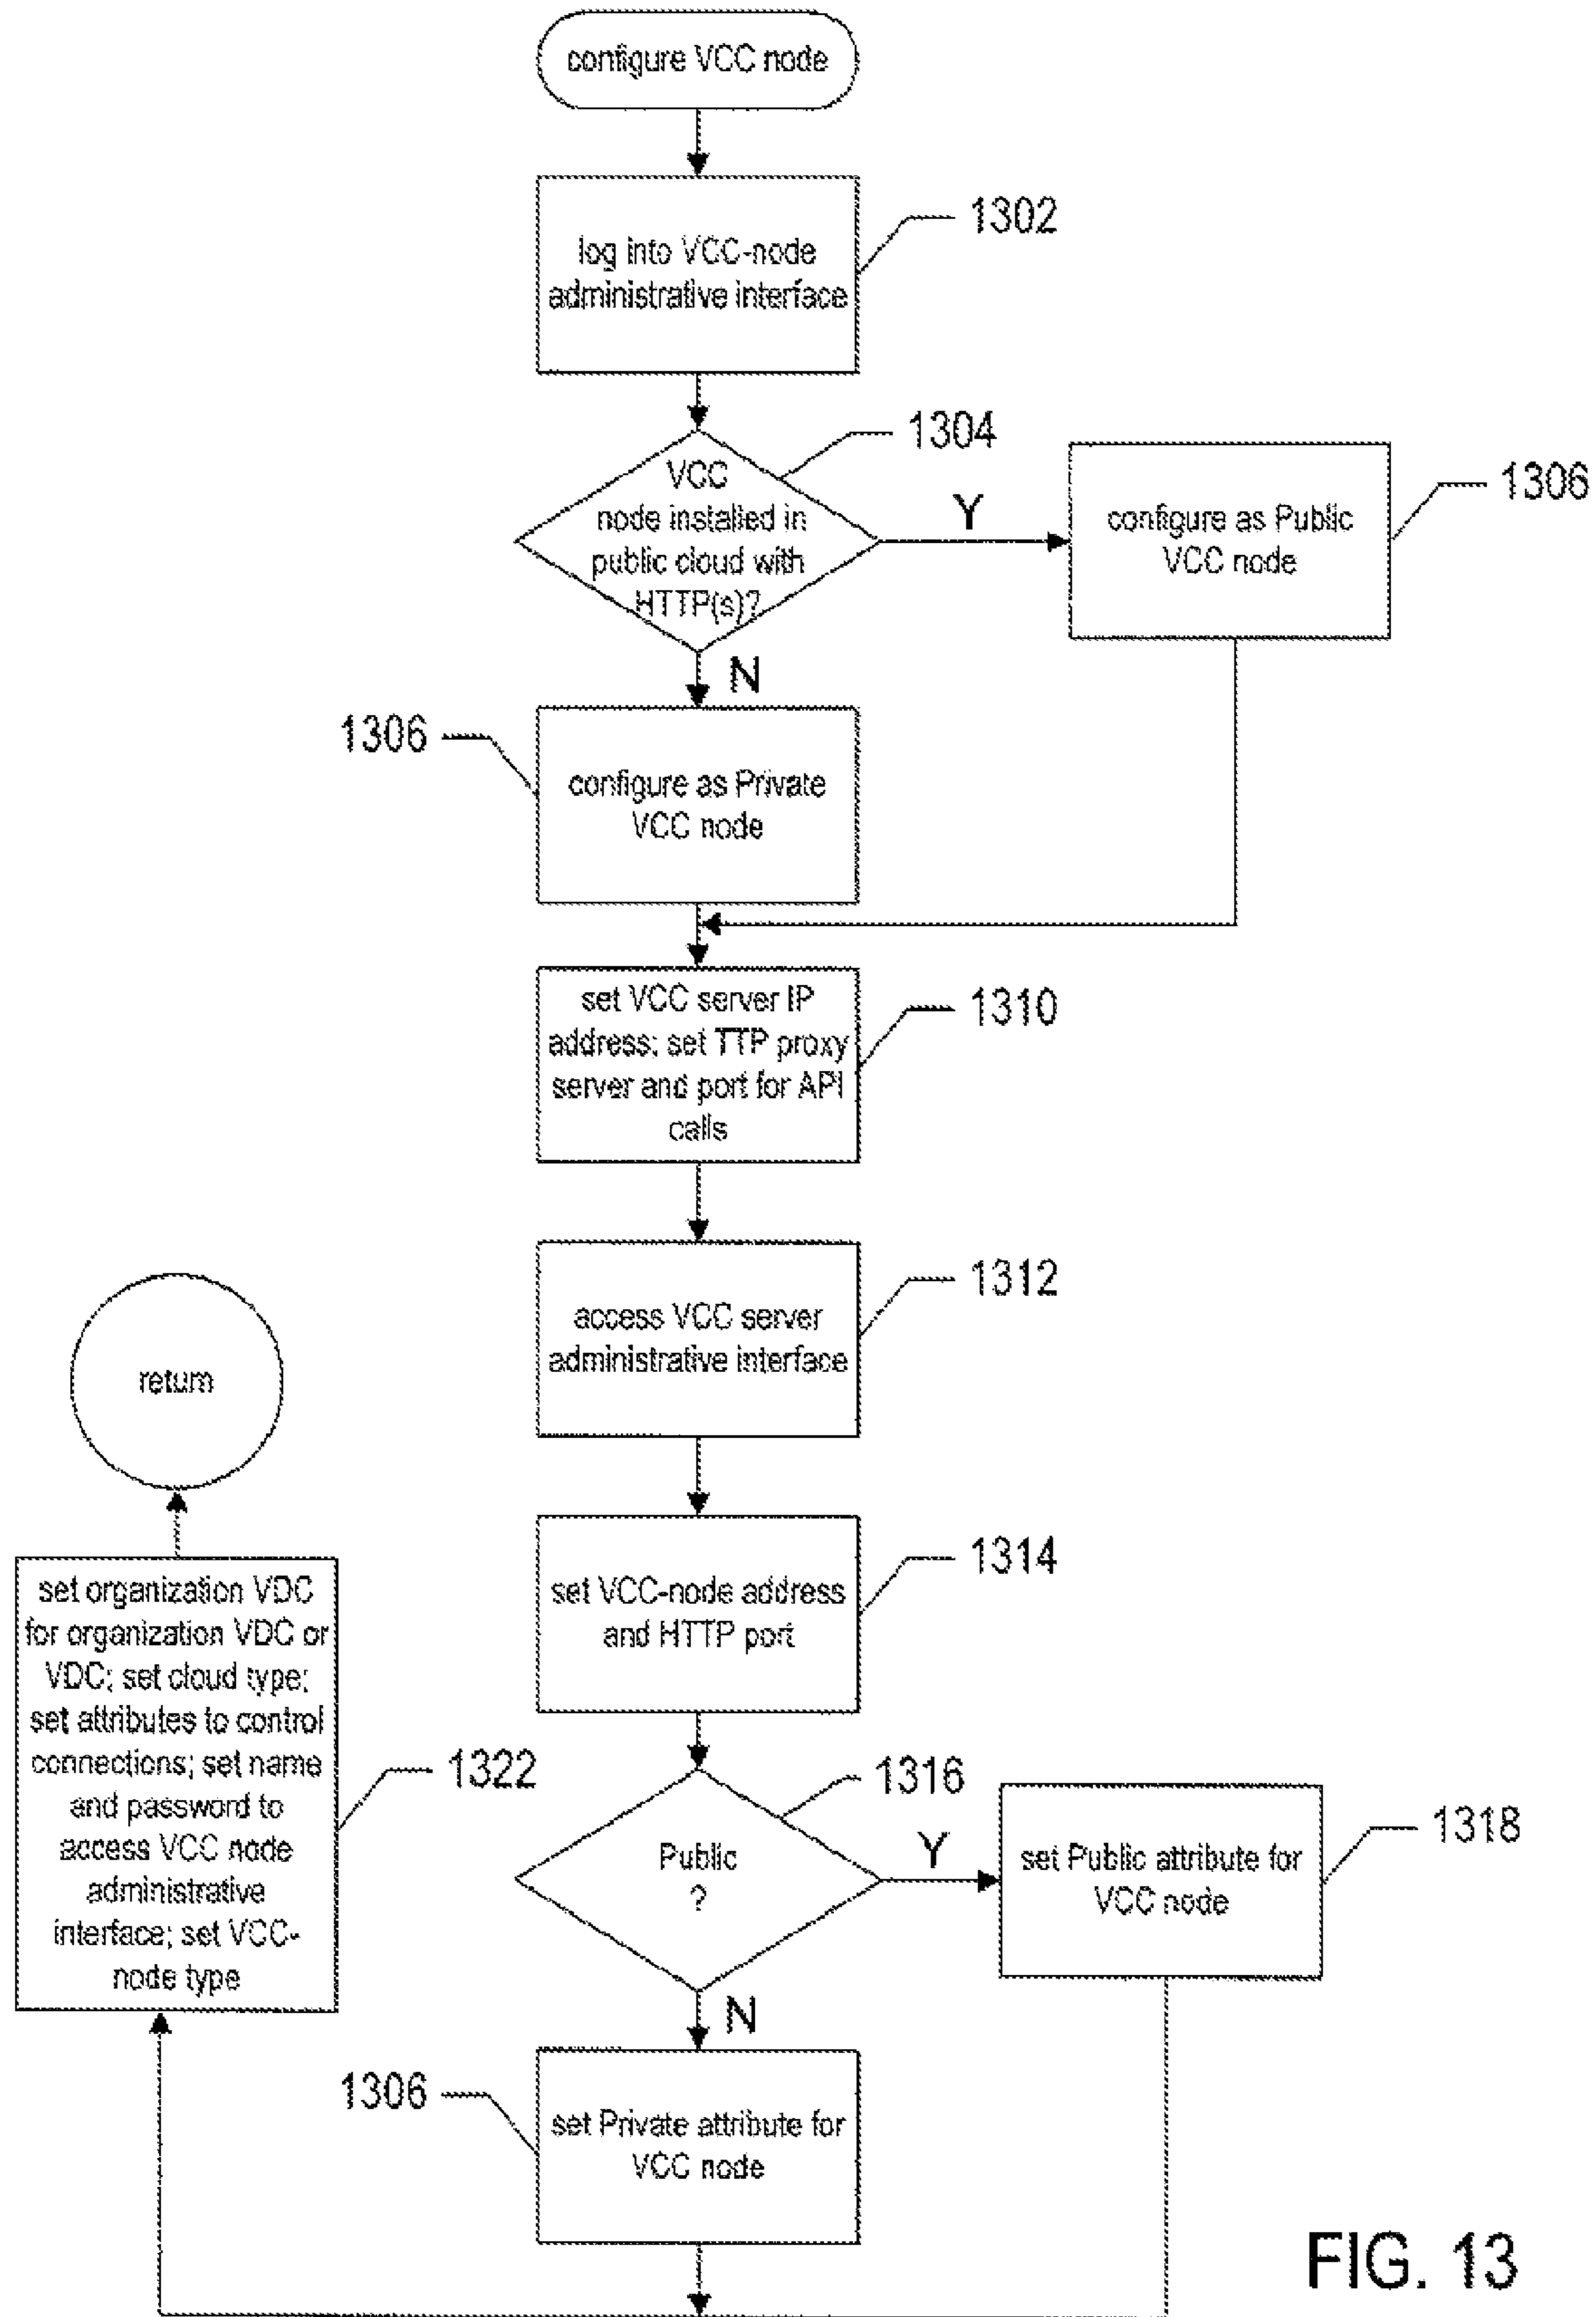 configure VCC node
log into VCC-node
administrative interface
1302
VCC
node installed in
public cloud with
HTTP(s)?
1304
Y
configure as Public
VCC node
1306
N
1306
configure as Private
VCC node
set VCC server IP
address; set TTP proxy
server and port for API
calls
1310
access VCC server
administrative interface
1312
set VCC-node address
and HTTP port
1314
Public
?
1316
Y
set Public attribute for
VCC node
1318
N
1306
set Private attribute for
VCC node
set organization VDC
for organization VDC or
VDC; set cloud type;
set attributes to control
connections; set name
and password to
access VCC node
administrative
interface; set VCC-
node type
1322
return
FIG. 13